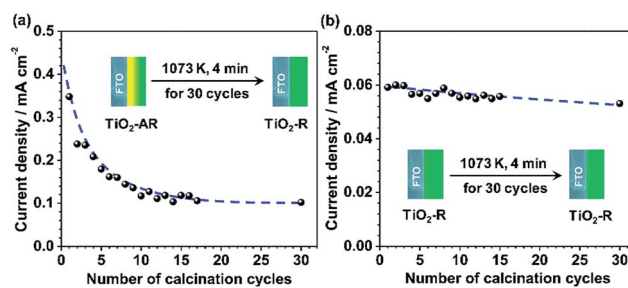 (a)
Current density / mA cm⁻²
0.5
0.4
0.3
0.2
0.1
0.0
0
5
10
15
20
25
30
Number of calcination cycles
FTO
TiO₂-AR
1073 K, 4 min
for 30 cycles
FTO
TiO₂-R
(b)
Current density / mA cm⁻²
0.08
0.06
0.04
0.02
0.00
0
5
10
15
20
25
30
Number of calcination cycles
FTO
TiO₂-R
1073 K, 4 min
for 30 cycles
FTO
TiO₂-R